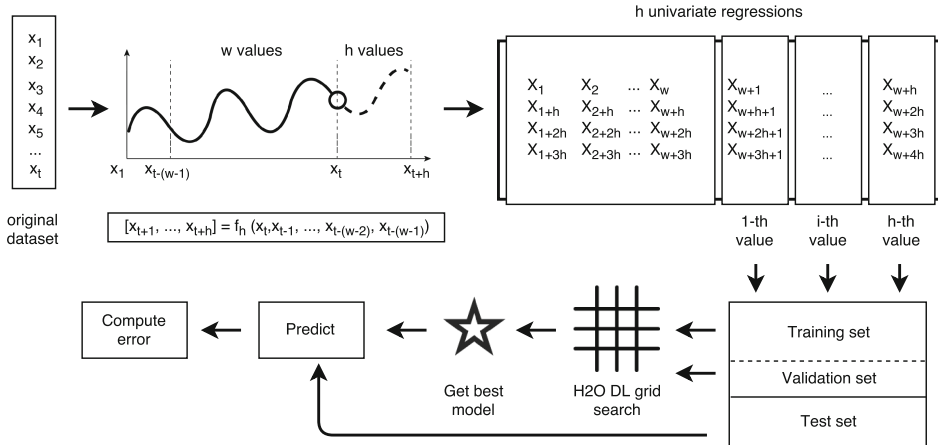 h univariate regressions
x1
x2
x3
x4
x5
...
xt
original
dataset
w values h values
x1 xt-(w-1) xt xt+h
[xt+1, ..., xt+h] = fh (xt,xt-1, ..., xt-(w-2), xt-(w-1))
X1 X2 ... Xw Xw+1 ... Xw+h
X1+h X2+h ... Xw+h Xw+h+1 ... Xw+2h
X1+2h X2+2h ... Xw+2h Xw+2h+1 ... Xw+3h
X1+3h X2+3h ... Xw+3h Xw+3h+1 ... Xw+4h
1-th
value
i-th
value
h-th
value
Compute
error
Predict
Get best
model
H2O DL grid
search
Training set
Validation set
Test set